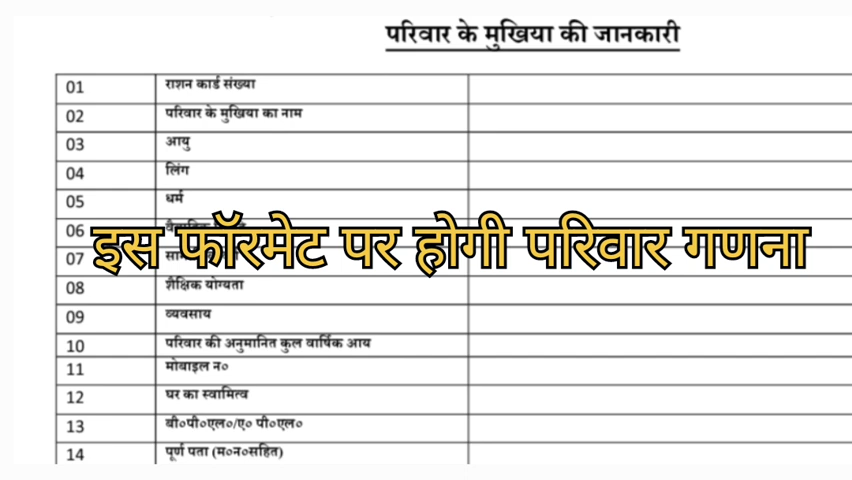 परिवार के मुखिया की जानकारी
01 राशन कार्ड संख्या
02 परिवार के मुखिया का नाम
03 आयु
04 लिंग
05 धर्म
06
इस फॉरमेट पर होगी परिवार गणना
07
08 शैक्षिक योग्यता
09 व्यवसाय
10 परिवार की अनुमानित कुल वार्षिक आय
11 मोबाइल न०
12 घर का स्वामित्व
13 बी०पी०एल०/ए० पी०एल०
14 पूर्ण पता (म०न०सहित)